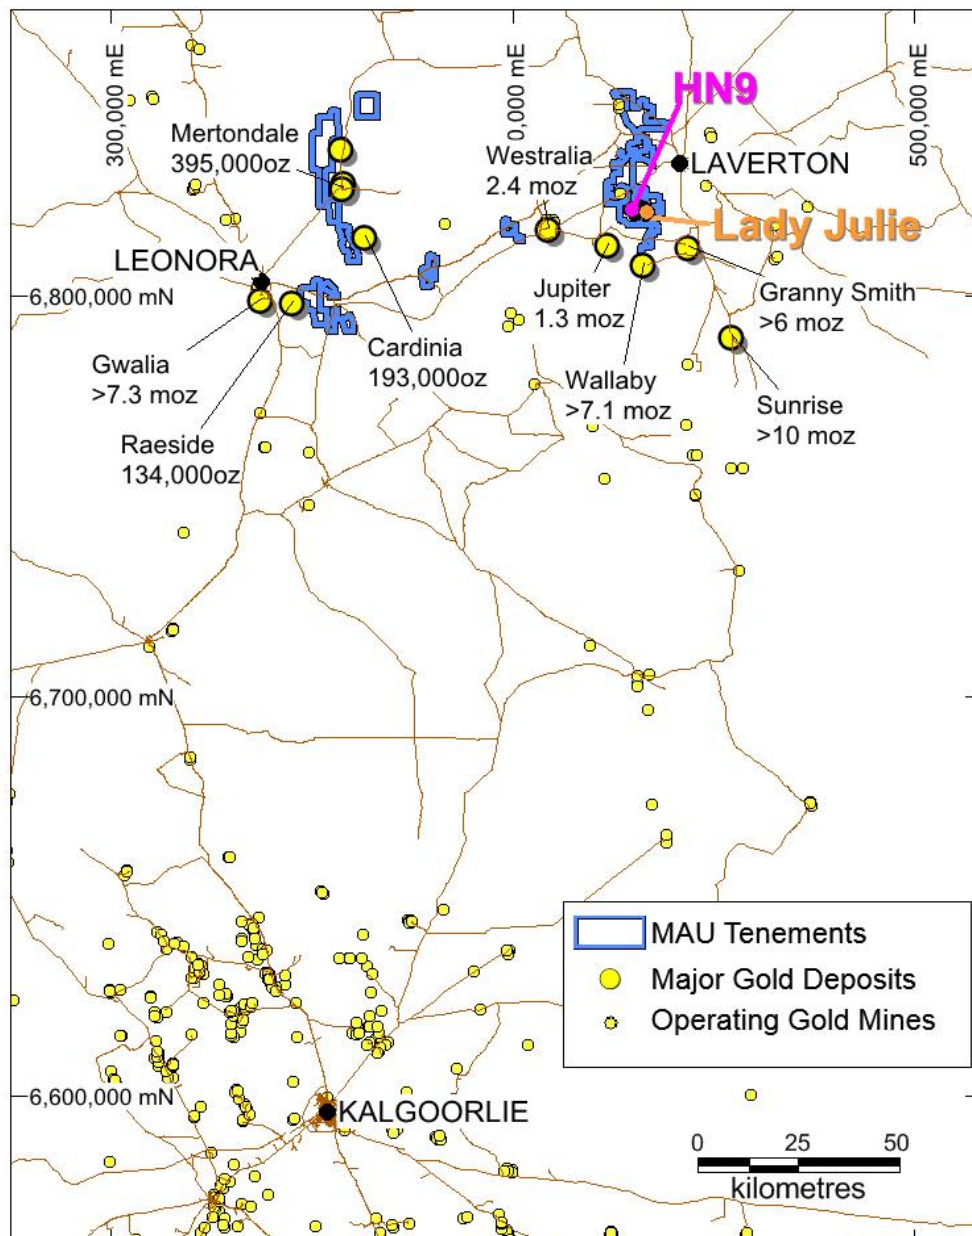 300,000 mE
0,000 mE
500,000 mE
HN9
Mertondale
395,000oz
Westralia
2.4 moz
LAVERTON
Lady Julie
LEONORA
6,800,000 mN
Jupiter
1.3 moz
Granny Smith
>6 moz
Gwalia
>7.3 moz
Cardinia
193,000oz
Wallaby
>7.1 moz
Sunrise
>10 moz
Raeside
134,000oz
6,700,000 mN
MAU Tenements
Major Gold Deposits
Operating Gold Mines
6,600,000 mN
KALGOORLIE
0 25 50
kilometres